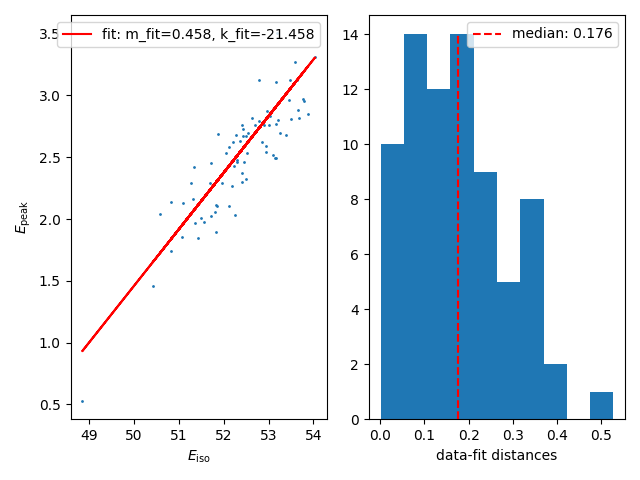 fit: m_fit=0.458, k_fit=-21.458
3.5
3.0
2.5
2.0
1.5
1.0
0.5
E_peak
49 50 51 52 53 54
E_iso
median: 0.176
14
12
10
8
6
4
2
0
0.0 0.1 0.2 0.3 0.4 0.5
data-fit distances